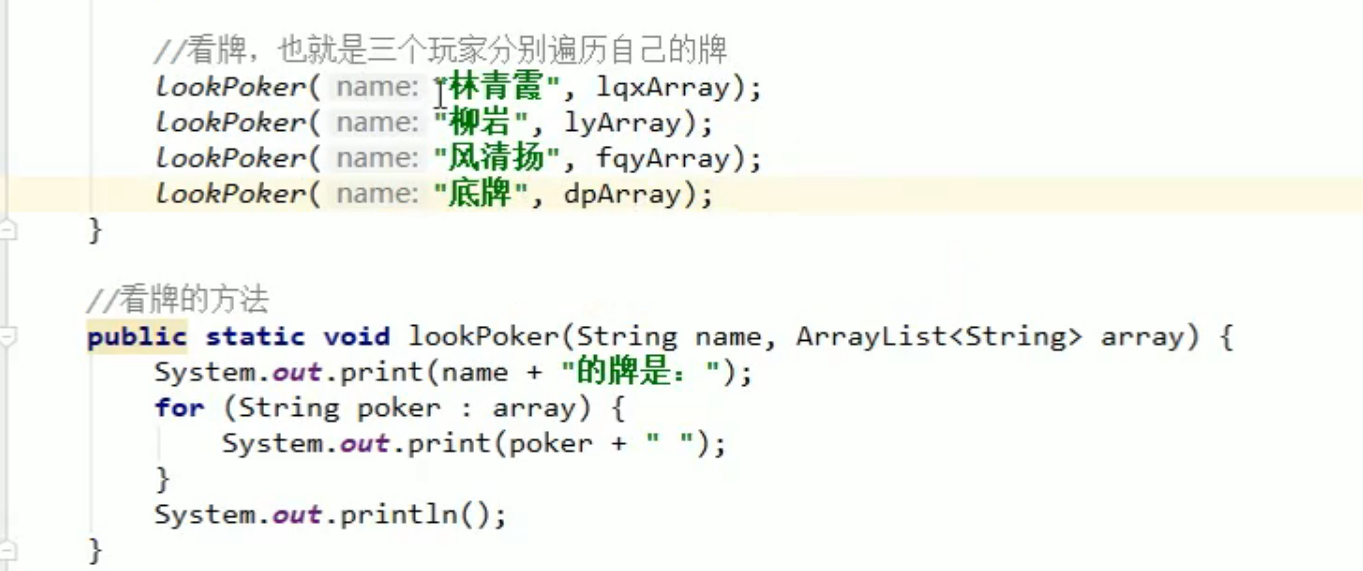 //看牌，也就是三个玩家分别遍历自己的牌
lookPoker( name: "林青霞", lqxArray);
lookPoker( name: "柳岩", lyArray);
lookPoker( name: "风清扬", fqyArray);
lookPoker( name: "底牌", dpArray);
}
//看牌的方法
public static void lookPoker(String name, ArrayList<String> array) {
System.out.print(name + "的牌是：");
for (String poker : array) {
System.out.print(poker + " ");
}
System.out.println();
}